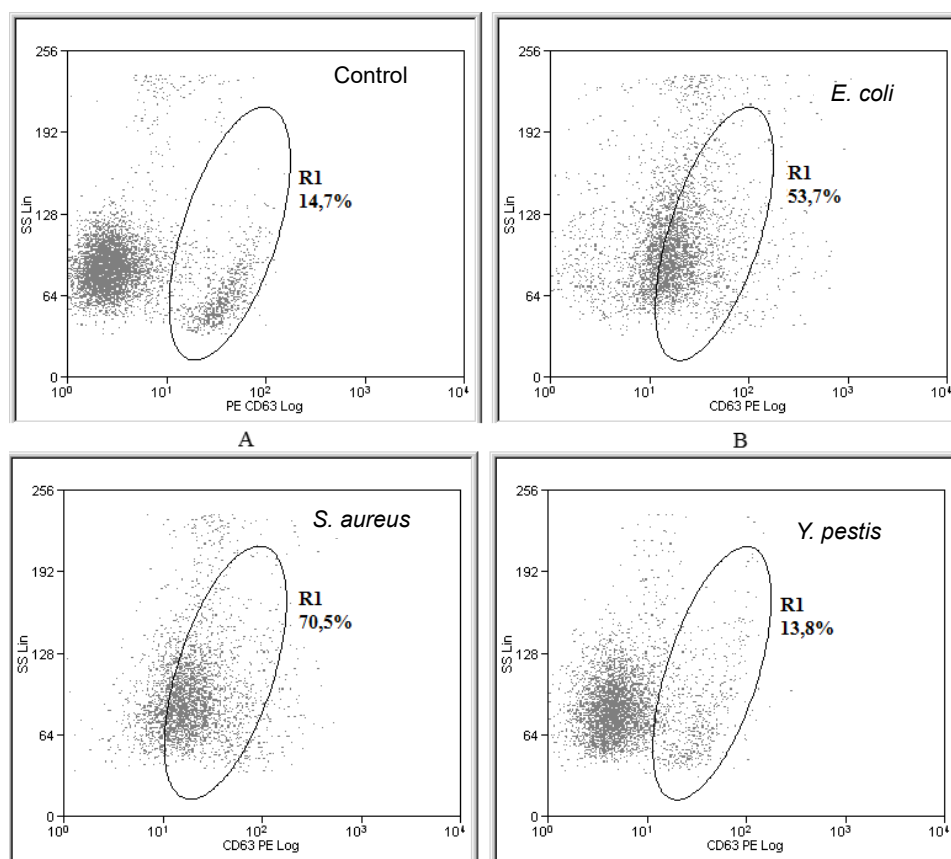 Control
256
192
128
64
0
SS Lin
R1
14,7%
10⁰ 10¹ 10² 10³ 10⁴
PE CD63 Log
A
E. coli
256
192
128
64
0
SS Lin
R1
53,7%
10⁰ 10¹ 10² 10³ 10⁴
CD63 PE Log
B
S. aureus
256
192
128
64
0
SS Lin
R1
70,5%
10⁰ 10¹ 10² 10³ 10⁴
CD63 PE Log
Y. pestis
256
192
128
64
0
SS Lin
R1
13,8%
10⁰ 10¹ 10² 10³ 10⁴
CD63 PE Log